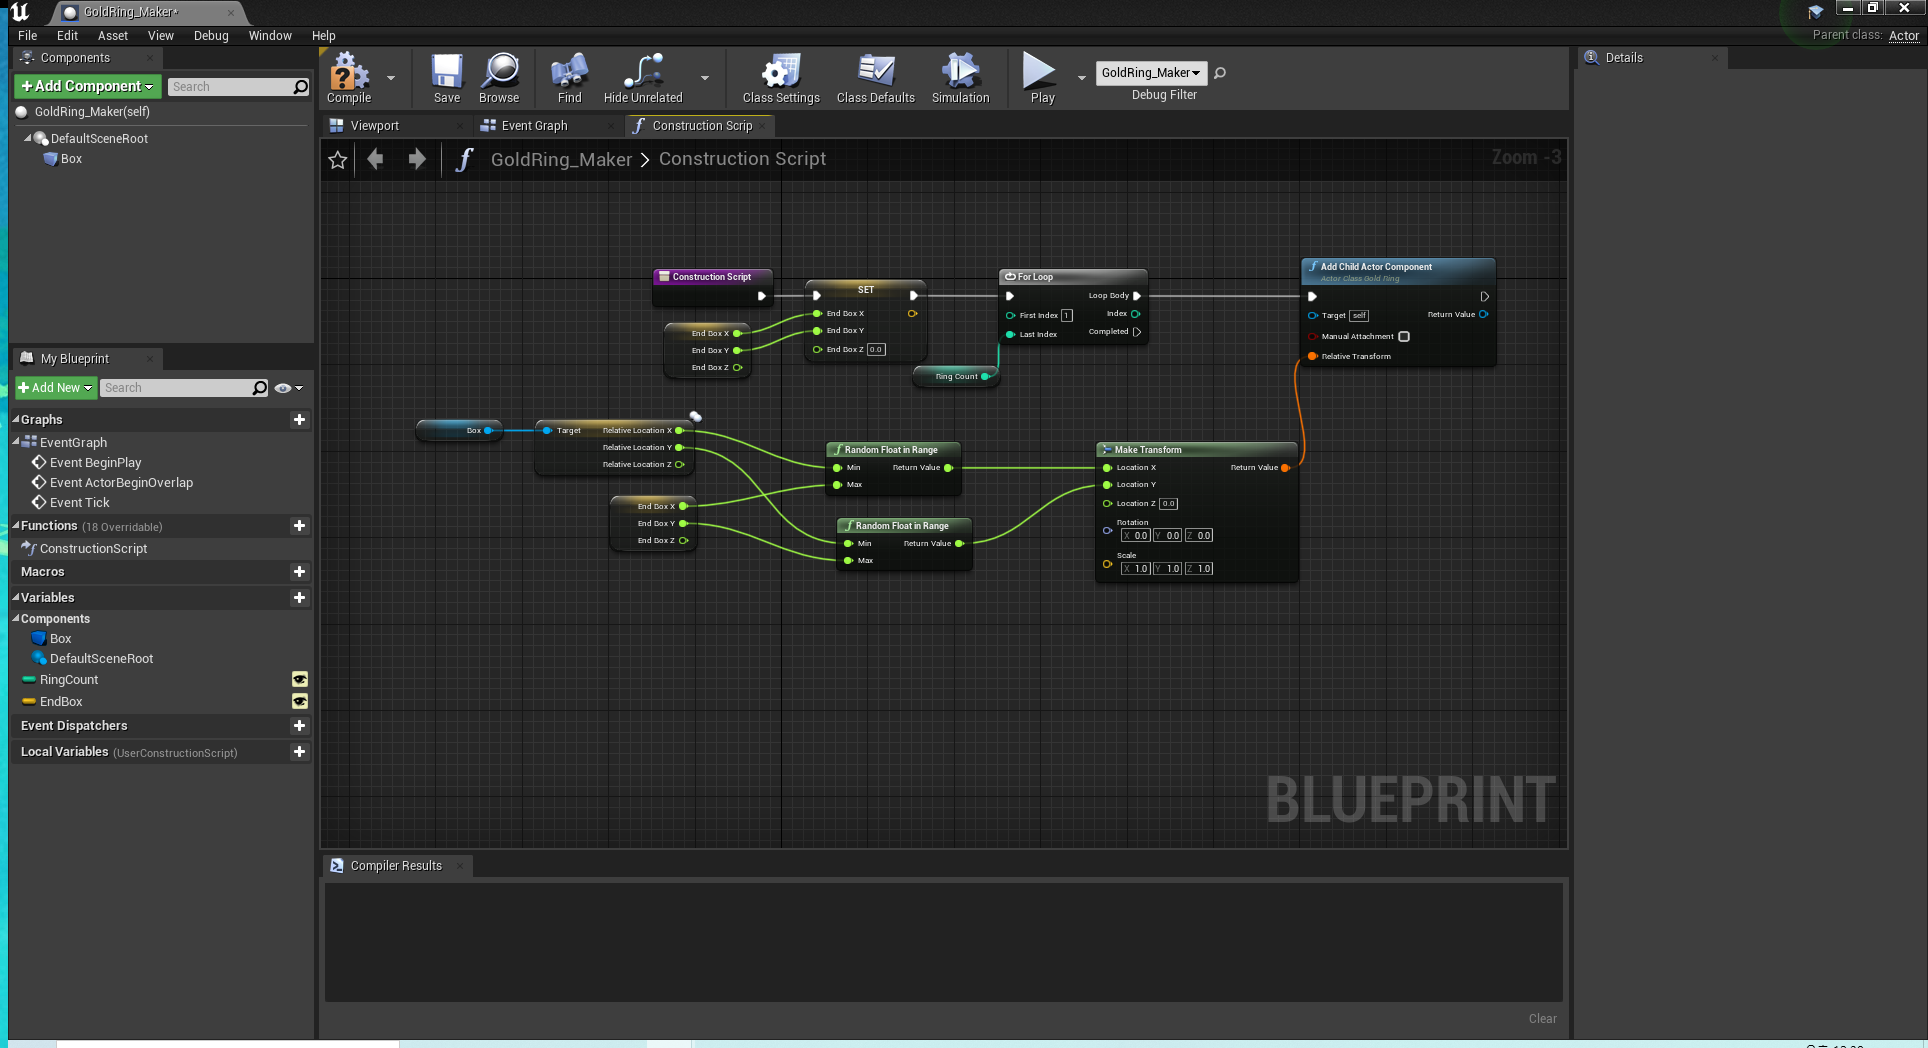 GoldRing_Maker*
File Edit Asset View Debug Window Help
Parent class: Actor
Components
+Add Component
Search
GoldRing_Maker(self)
DefaultSceneRoot
Box
Compile
Save
Browse
Find
Hide Unrelated
Class Settings
Class Defaults
Simulation
Play
GoldRing_Maker
Debug Filter
Details
Viewport
Event Graph
Construction Scrip
GoldRing_Maker > Construction Script
Zoom -3
Construction Script
SET
End Box X
End Box Y
End Box Z 0.0
End Box X
End Box Y
End Box Z
For Loop
Loop Body
First Index 1
Index
Last Index
Completed
Ring Count
Add Child Actor Component
Actor Class Gold Ring
Target self
Return Value
Manual Attachment
Relative Transform
Box
Target
Relative Location X
Relative Location Y
Relative Location Z
End Box X
End Box Y
End Box Z
Random Float in Range
Min
Return Value
Max
Random Float in Range
Min
Return Value
Max
Make Transform
Location X
Return Value
Location Y
Location Z 0.0
Rotation
X 0.0 Y 0.0 Z 0.0
Scale
X 1.0 Y 1.0 Z 1.0
BLUEPRINT
My Blueprint
+Add New
Search
Graphs
EventGraph
Event BeginPlay
Event ActorBeginOverlap
Event Tick
Functions (18 Overridable)
ConstructionScript
Macros
Variables
Components
Box
DefaultSceneRoot
RingCount
EndBox
Event Dispatchers
Local Variables (UserConstructionScript)
Compiler Results
Clear